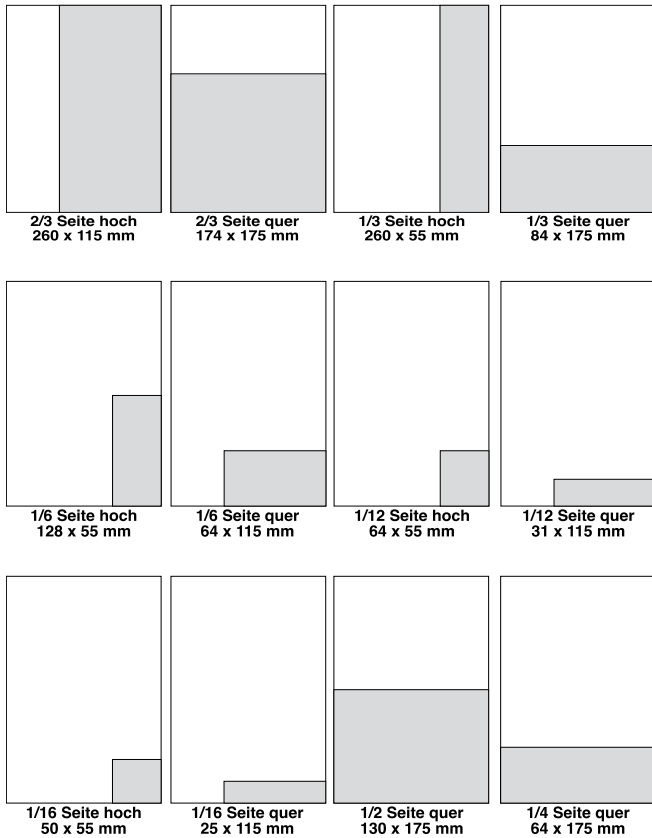 2/3 Seite hoch
260 x 115 mm
2/3 Seite quer
174 x 175 mm
1/3 Seite hoch
260 x 55 mm
1/3 Seite quer
84 x 175 mm
1/6 Seite hoch
128 x 55 mm
1/6 Seite quer
64 x 115 mm
1/12 Seite hoch
64 x 55 mm
1/12 Seite quer
31 x 115 mm
1/16 Seite hoch
50 x 55 mm
1/16 Seite quer
25 x 115 mm
1/2 Seite quer
130 x 175 mm
1/4 Seite quer
64 x 175 mm